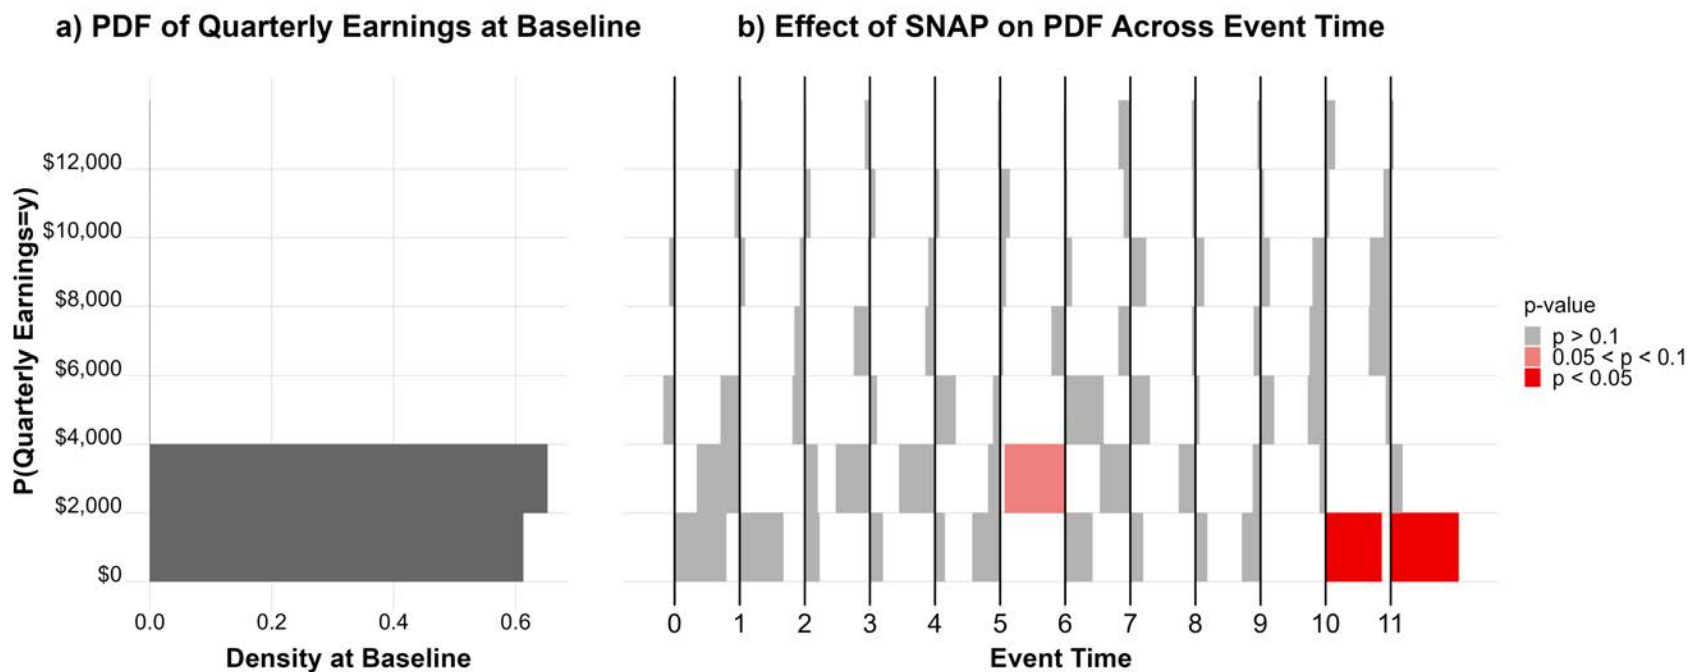 a) PDF of Quarterly Earnings at Baseline
b) Effect of SNAP on PDF Across Event Time
P(Quarterly Earnings=y)
$12,000
$10,000
$8,000
$6,000
$4,000
$2,000
$0
0.0 0.2 0.4 0.6
Density at Baseline
0 1 2 3 4 5 6 7 8 9 10 11
Event Time
p-value
p > 0.1
0.05 < p < 0.1
p < 0.05